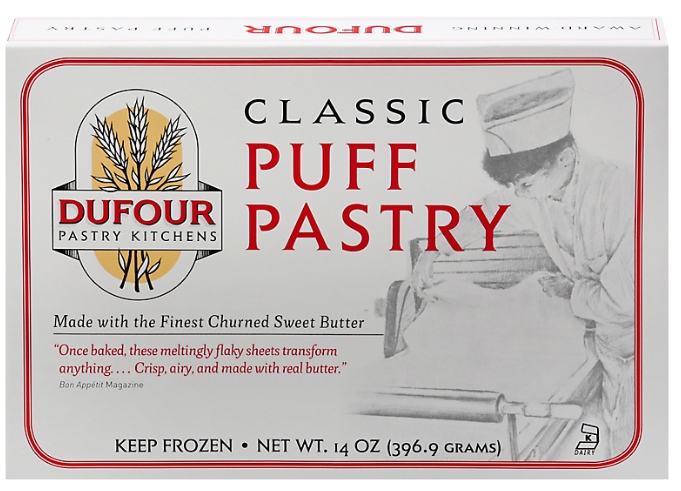 AWARD-WINNING DUFOUR PUFF PASTRY
CLASSIC
PUFF
PASTRY
DUFOUR
PASTRY KITCHENS
Made with the Finest Churned Sweet Butter
“Once baked, these meltingly flaky sheets transform
anything.... Crisp, airy, and made with real butter.”
Bon Appétit Magazine
KEEP FROZEN • NET WT. 14 OZ (396.9 GRAMS)
K
DAIRY